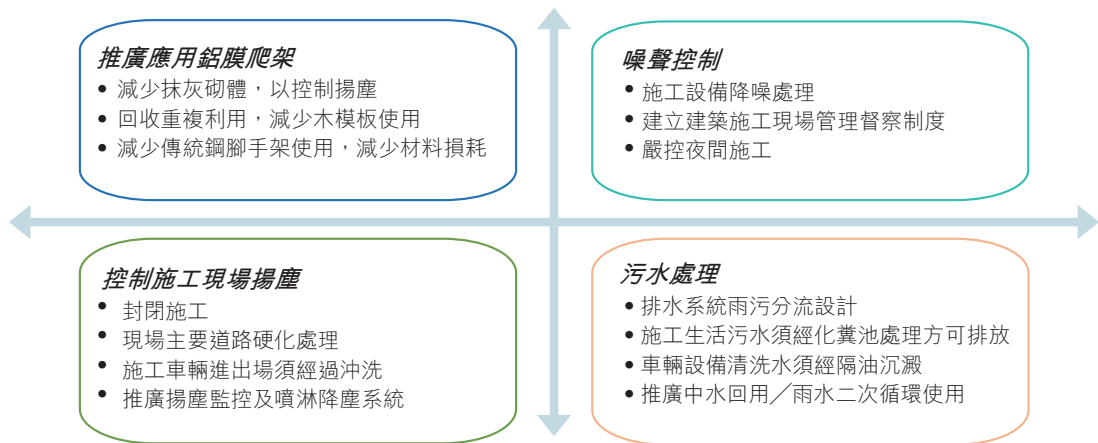 推廣應用鋁膜爬架
• 減少抹灰砌體，以控制揚塵
• 回收重複利用，減少木模板使用
• 減少傳統鋼腳手架使用，減少材料損耗
噪聲控制
• 施工設備降噪處理
• 建立建築施工現場管理督察制度
• 嚴控夜間施工
控制施工現場揚塵
• 封閉施工
• 現場主要道路硬化處理
• 施工車輛進出場須經過沖洗
• 推廣揚塵監控及噴淋降塵系統
污水處理
• 排水系統雨污分流設計
• 施工生活污水須經化糞池處理方可排放
• 車輛設備清洗水須經隔油沉澱
• 推廣中水回用／雨水二次循環使用